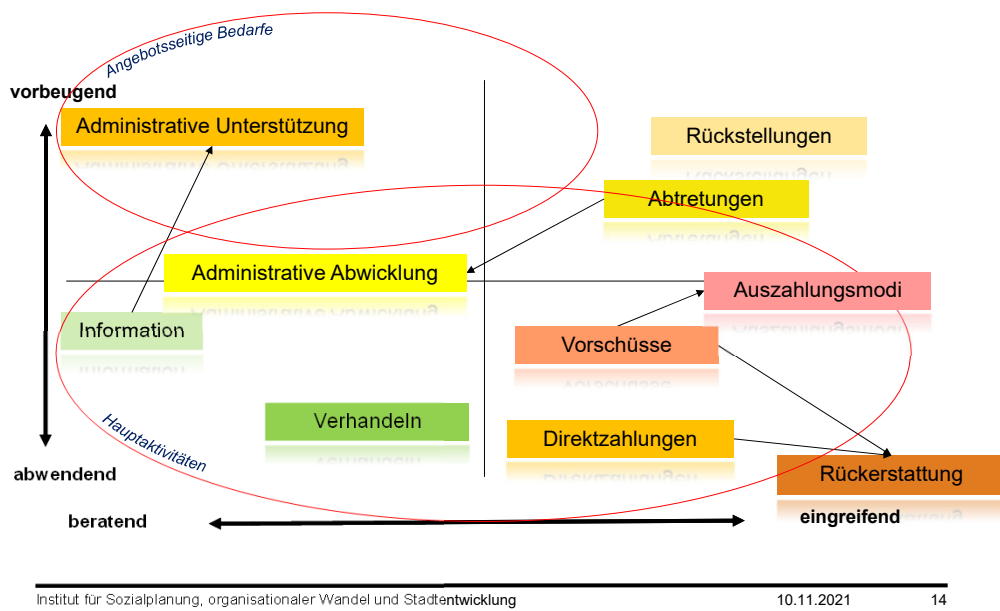 Angebotsseitige Bedarfe
vorbeugend
Administrative Unterstützung
Rückstellungen
Abtretungen
Administrative Abwicklung
Auszahlungsmodi
Information
Vorschüsse
Verhandeln
Direktzahlungen
Hauptaktivitäten
abwendend
Rückerstattung
beratend
eingreifend
Institut für Sozialplanung, organisationaler Wandel und Stadtentwicklung 10.11.2021 14